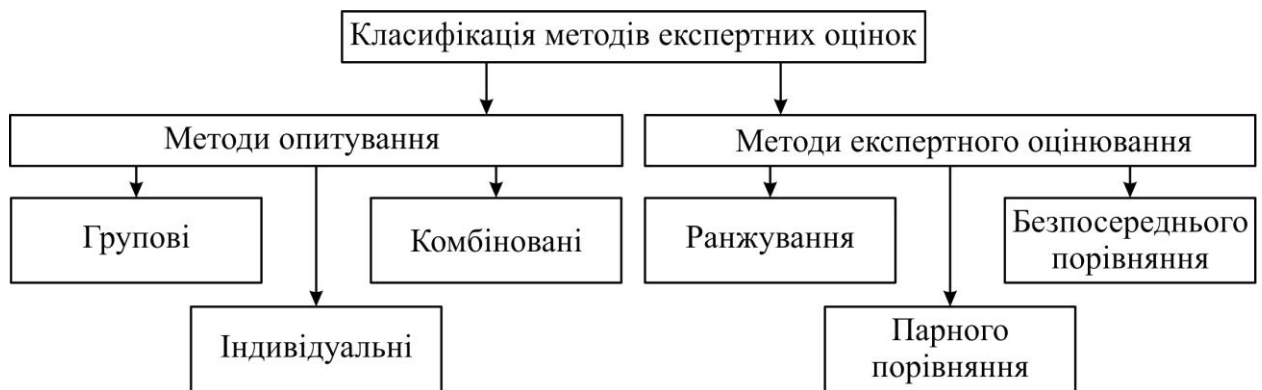 Класифікація методів експертних оцінок
Методи опитування
Методи експертного оцінювання
Групові
Комбіновані
Ранжування
Безпосереднього
порівняння
Індивідуальні
Парного
порівняння